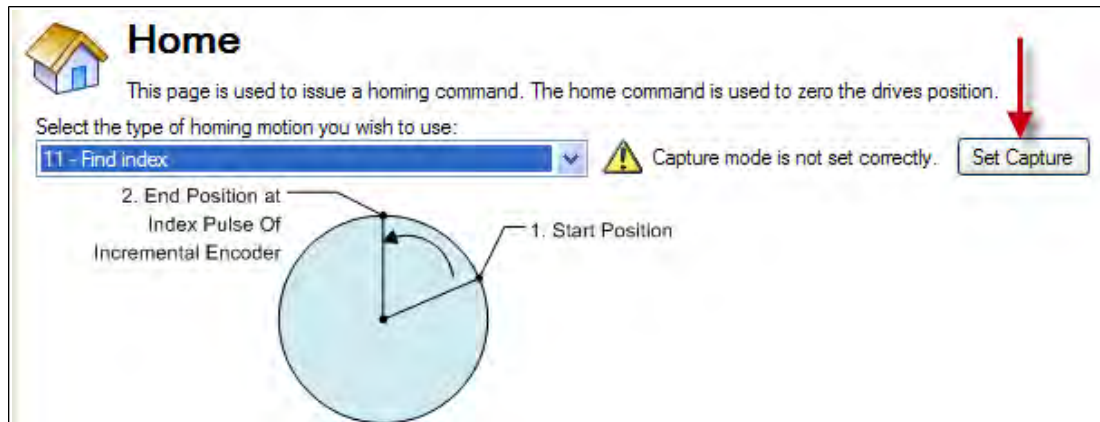 Home
This page is used to issue a homing command. The home command is used to zero the drives position.
Select the type of homing motion you wish to use:
11 - Find index
Capture mode is not set correctly.
Set Capture
2. End Position at
Index Pulse Of
Incremental Encoder
1. Start Position